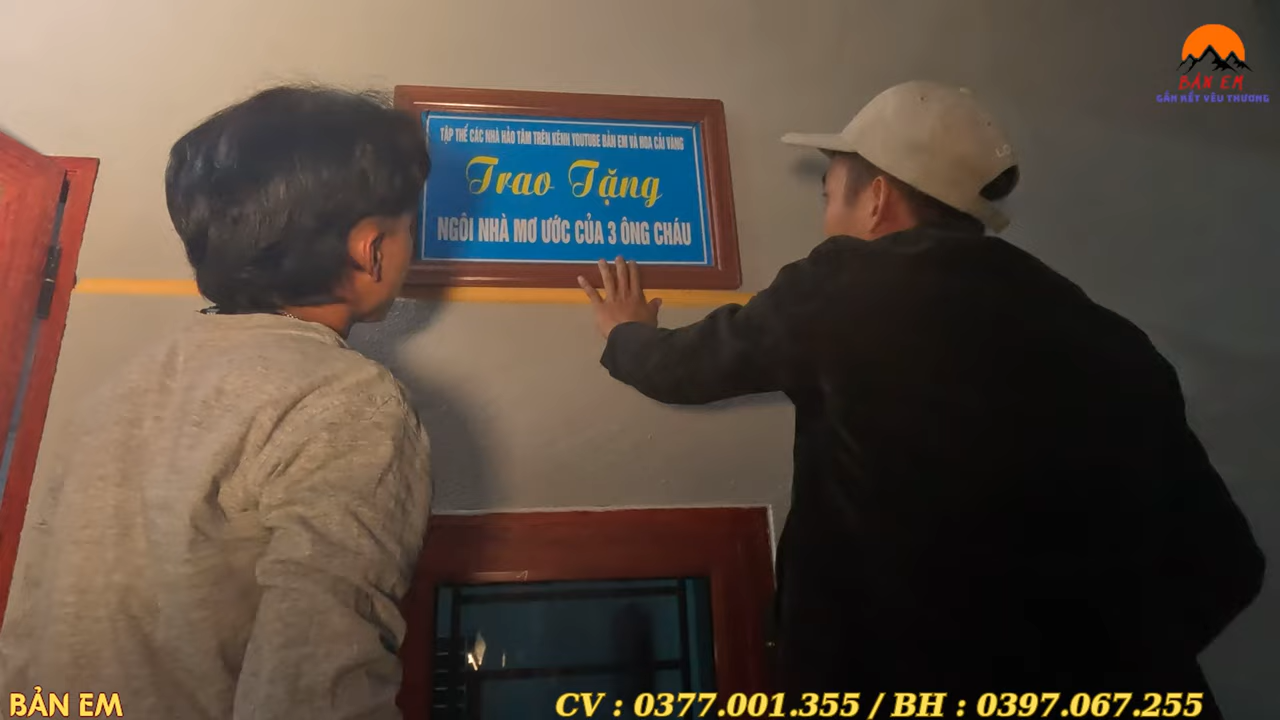 BẢN EM
GẮN KẾT YÊU THƯƠNG
TẬP THỂ CÁC NHÀ HẢO TÂM TRÊN KÊNH YOUTUBE BẢN EM VÀ HOA CẢI VÀNG
Trao Tặng
NGÔI NHÀ MƠ ƯỚC CỦA 3 ÔNG CHÁU
BẢN EM
CV : 0377.001.355 / BH : 0397.067.255